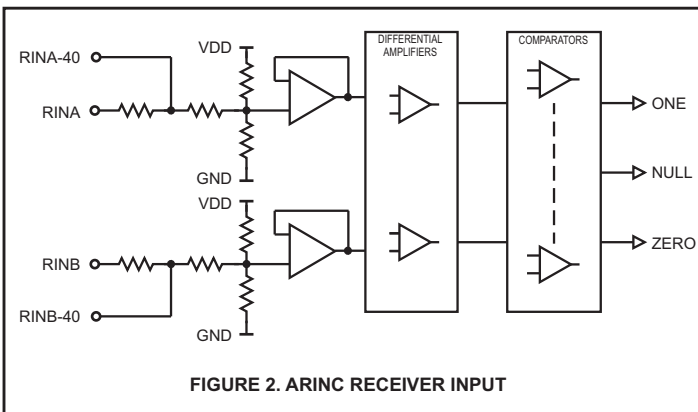 RINA-40
RINA
VDD
GND
VDD
RINB
RINB-40
GND
DIFFERENTIAL
AMPLIFIERS
COMPARATORS
ONE
NULL
ZERO
FIGURE 2. ARINC RECEIVER INPUT